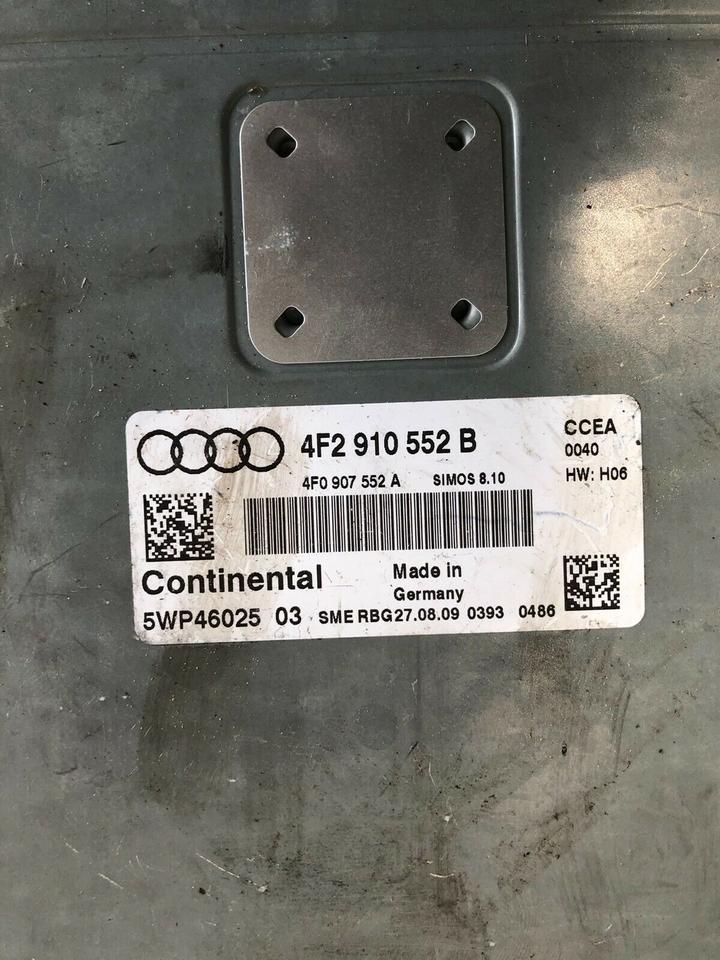 4F2 910 552 B
CCEA
0040
4F0 907 552 A SIMOS 8.10
HW: H06
Continental
Made in
Germany
5WP46025 03 SME RBG27.08.09 0393 0486